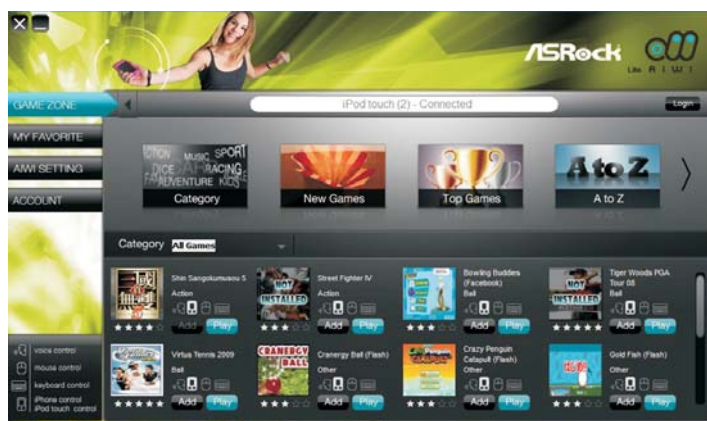 ASRock
Lite AIWI
GAME ZONE
iPod touch (2) - Connected
Login
MY FAVORITE
AIWI SETTING
ACCOUNT
ACTION MUSIC SPORT
DICE RACING
ADVENTURE KIDS
Category
New Games
Top Games
A to Z
A to Z
Category All Games
Shin Sangokumusou 5
Action
Add Play
NOT INSTALLED
Street Fighter IV
Action
Add Play
Bowling Buddies
(Facebook)
Ball
Add Play
NOT INSTALLED
Tiger Woods PGA
Tour 08
Ball
Add Play
Virtua Tennis 2009
Ball
Add Play
CRANERGY
BALL
Cranergy Ball (Flash)
Other
Add Play
Crazy Penguin
Catapult (Flash)
Other
Add Play
Gold Fish (Flash)
Other
Add Play
voice control
mouse control
keyboard control
iPhone control
iPod touch control